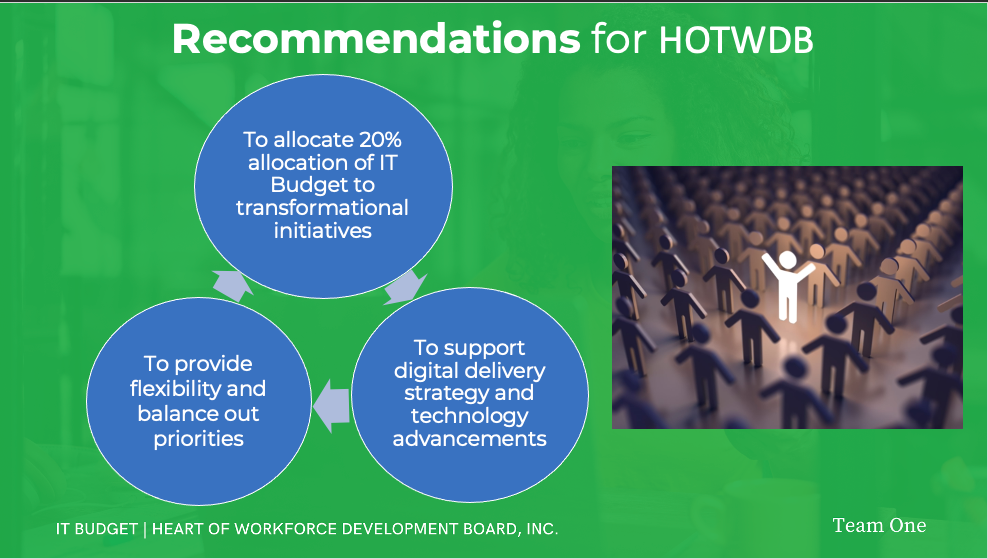 Recommendations for HOTWDB
To allocate 20%
allocation of IT
Budget to
transformational
initiatives
To support
digital delivery
strategy and
technology
advancements
To provide
flexibility and
balance out
priorities
IT BUDGET | HEART OF WORKFORCE DEVELOPMENT BOARD, INC.
Team One